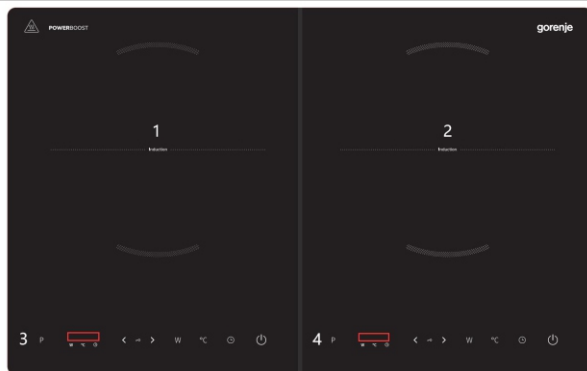 POWERBOOST
gorenje
1
Induction
2
Induction
3 P W °C < > W °C
4 P W °C < > W °C